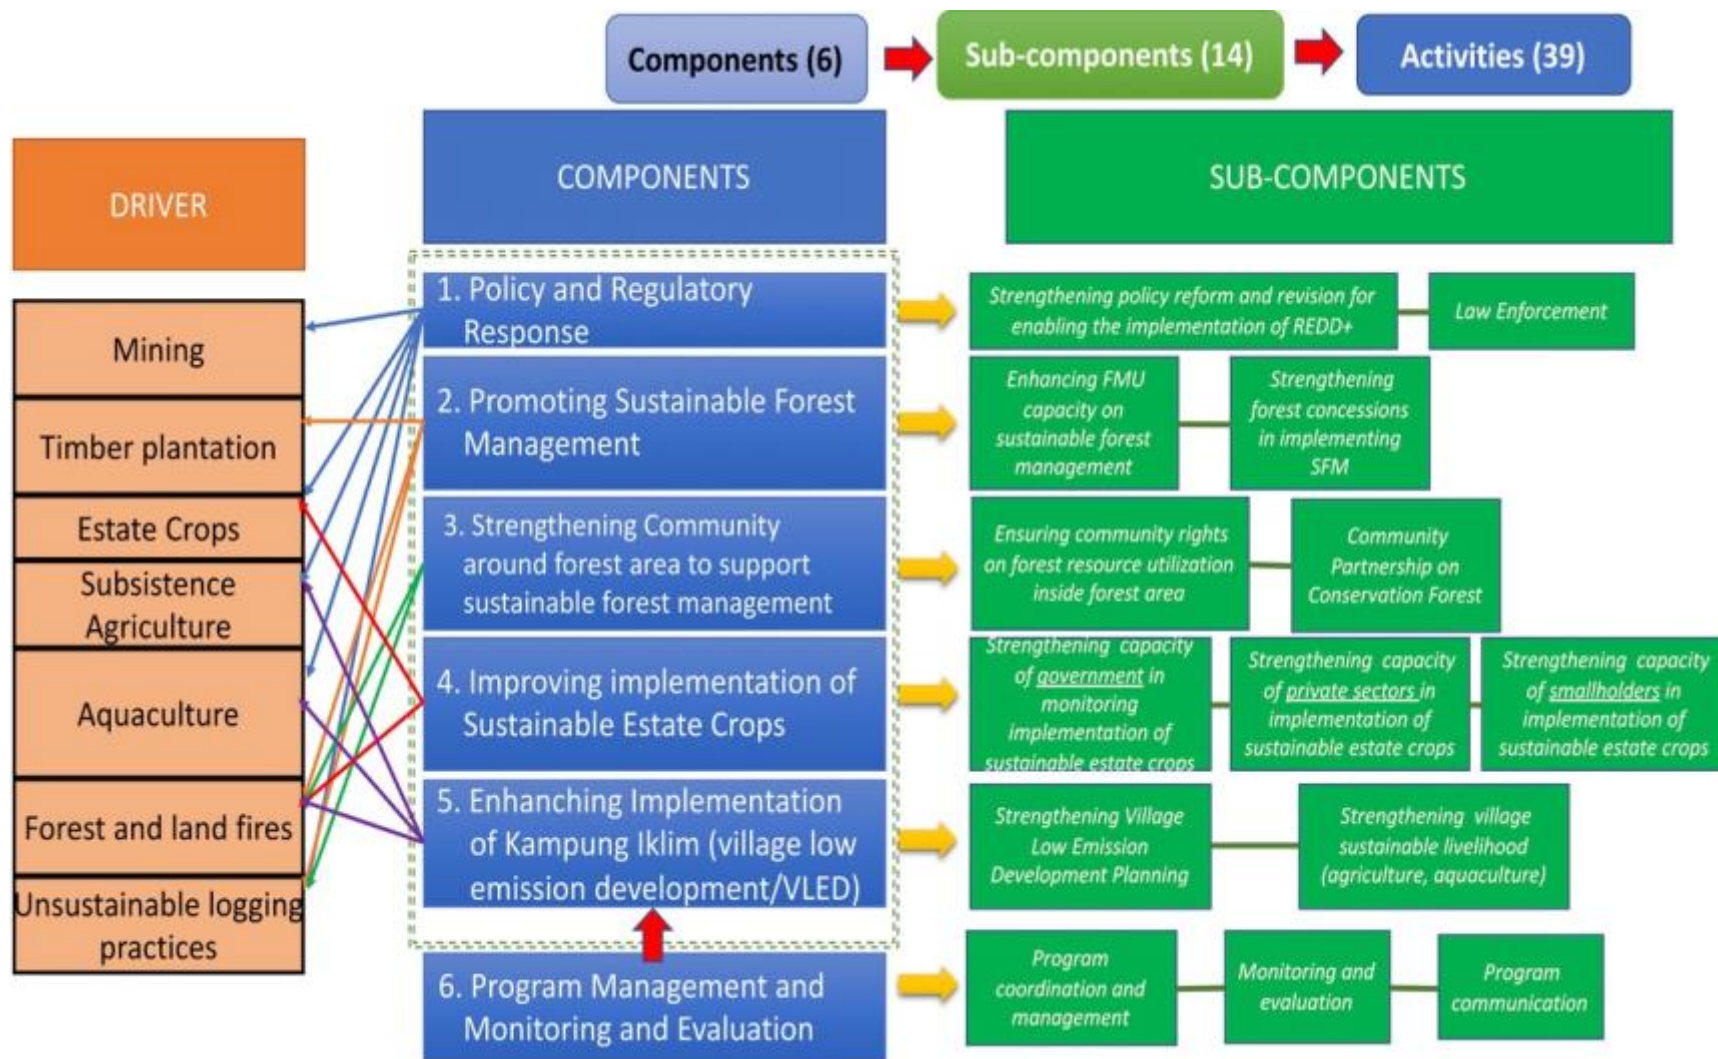 Components (6)
Sub-components (14)
Activities (39)
DRIVER
COMPONENTS
SUB-COMPONENTS
Mining
Timber plantation
Estate Crops
Subsistence
Agriculture
Aquaculture
Forest and land fires
Unsustainable logging
practices
1. Policy and Regulatory
Response
Strengthening policy reform and revision for
enabling the implementation of REDD+
Law Enforcement
2. Promoting Sustainable Forest
Management
Enhancing FMU
capacity on
sustainable forest
management
Strengthening
forest concessions
in implementing
SFM
3. Strengthening Community
around forest area to support
sustainable forest management
Ensuring community rights
on forest resource utilization
inside forest area
Community
Partnership on
Conservation Forest
4. Improving implementation of
Sustainable Estate Crops
Strengthening capacity
of government in
monitoring
implementation of
sustainable estate crops
Strengthening capacity
of private sectors in
implementation of
sustainable estate crops
Strengthening capacity
of smallholders in
implementation of
sustainable estate crops
5. Enhanching Implementation
of Kampung Iklim (village low
emission development/VLED)
Strengthening Village
Low Emission
Development Planning
Strengthening village
sustainable livelihood
(agriculture, aquaculture)
6. Program Management and
Monitoring and Evaluation
Program
coordination and
management
Monitoring and
evaluation
Program
communication